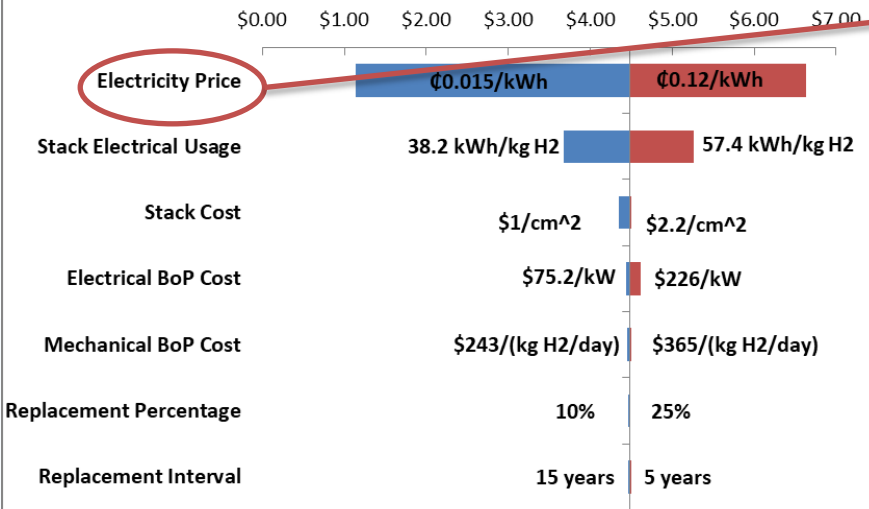 $0.00 $1.00 $2.00 $3.00 $4.00 $5.00 $6.00 $7.00
Electricity Price ₵0.015/kWh ₵0.12/kWh
Stack Electrical Usage 38.2 kWh/kg H2 57.4 kWh/kg H2
Stack Cost $1/cm^2 $2.2/cm^2
Electrical BoP Cost $75.2/kW $226/kW
Mechanical BoP Cost $243/(kg H2/day) $365/(kg H2/day)
Replacement Percentage 10% 25%
Replacement Interval 15 years 5 years